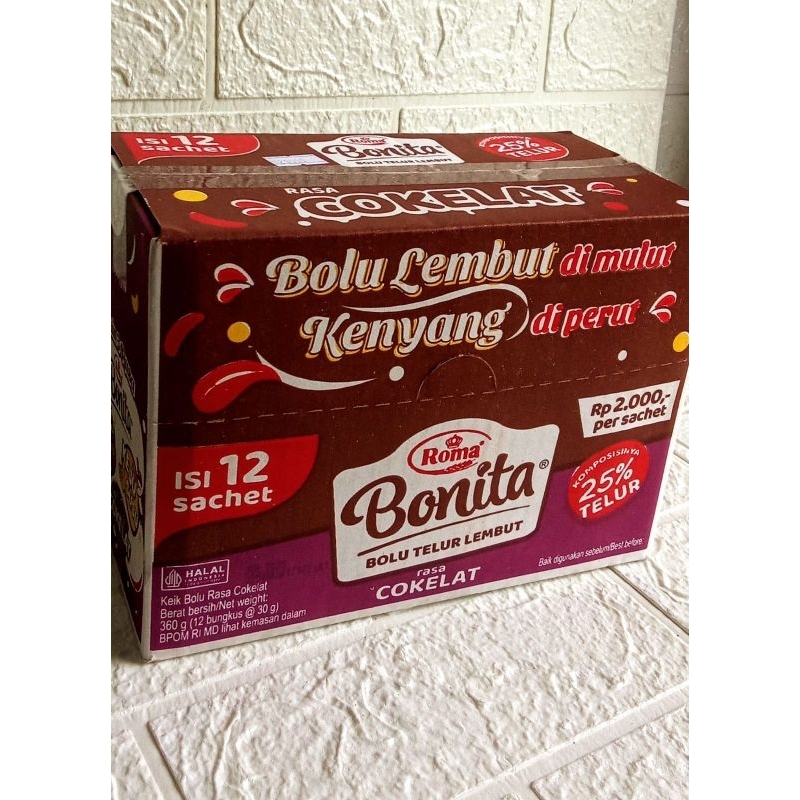 ISI 12
sachet
Roma
Bonita
BOLU TELUR LEMBUT
KOMPOSISINYA
25%
TELUR
RASA
COKELAT
Bolu Lembut di mulut
Kenyang di perut
Rp 2.000,-
per sachet
ISI 12
sachet
Roma
Bonita®
BOLU TELUR LEMBUT
rasa
COKELAT
KOMPOSISINYA
25%
TELUR
HALAL
INDONESIA
Keik Bolu Rasa Cokelat
Berat bersih/Net weight:
360 g (12 bungkus @ 30 g)
BPOM RI MD lihat kemasan dalam
Baik digunakan sebelum/Best before:
Bonita